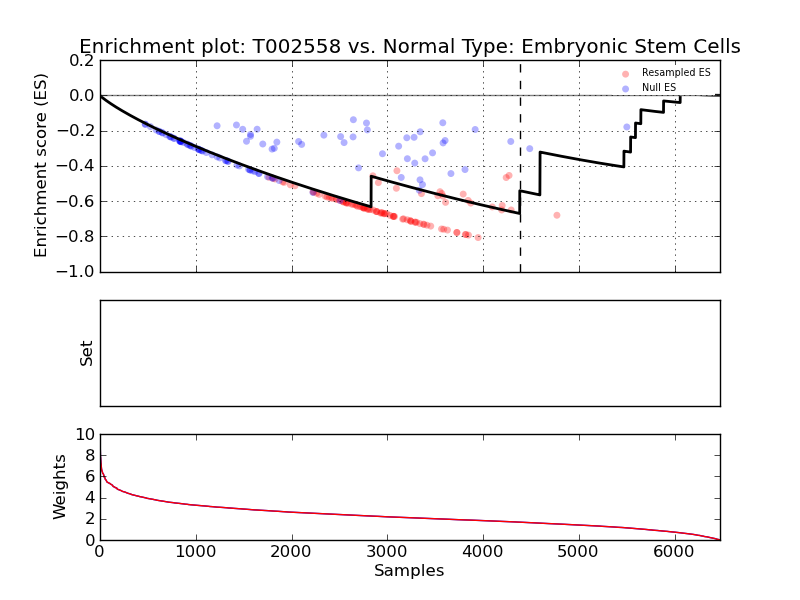 Enrichment plot: T002558 vs. Normal Type: Embryonic Stem Cells
Enrichment score (ES)
0.2
0.0
−0.2
−0.4
−0.6
−0.8
−1.0
Resampled ES
Null ES
Set
Weights
10
8
6
4
2
0
0 1000 2000 3000 4000 5000 6000
Samples